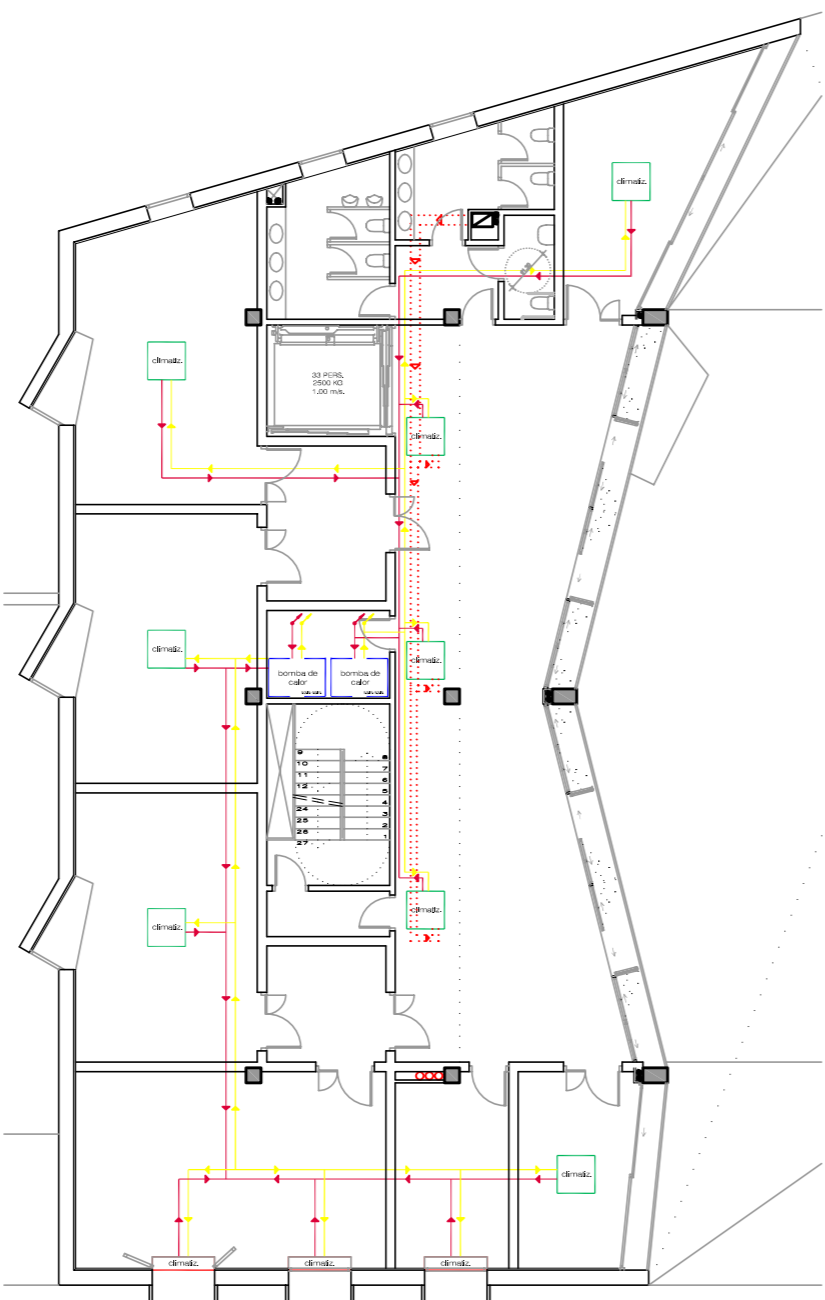 climatiz.
climatiz.
33 PERS.
2500 KG
1.00 m/s.
climatiz.
climatiz.
climatiz.
bomba de
calor
bomba de
calor
9
10
11
12
24
25
26
27
8
7
6
5
4
3
2
1
climatiz.
climatiz.
climatiz.
climatiz.
climatiz.
climatiz.